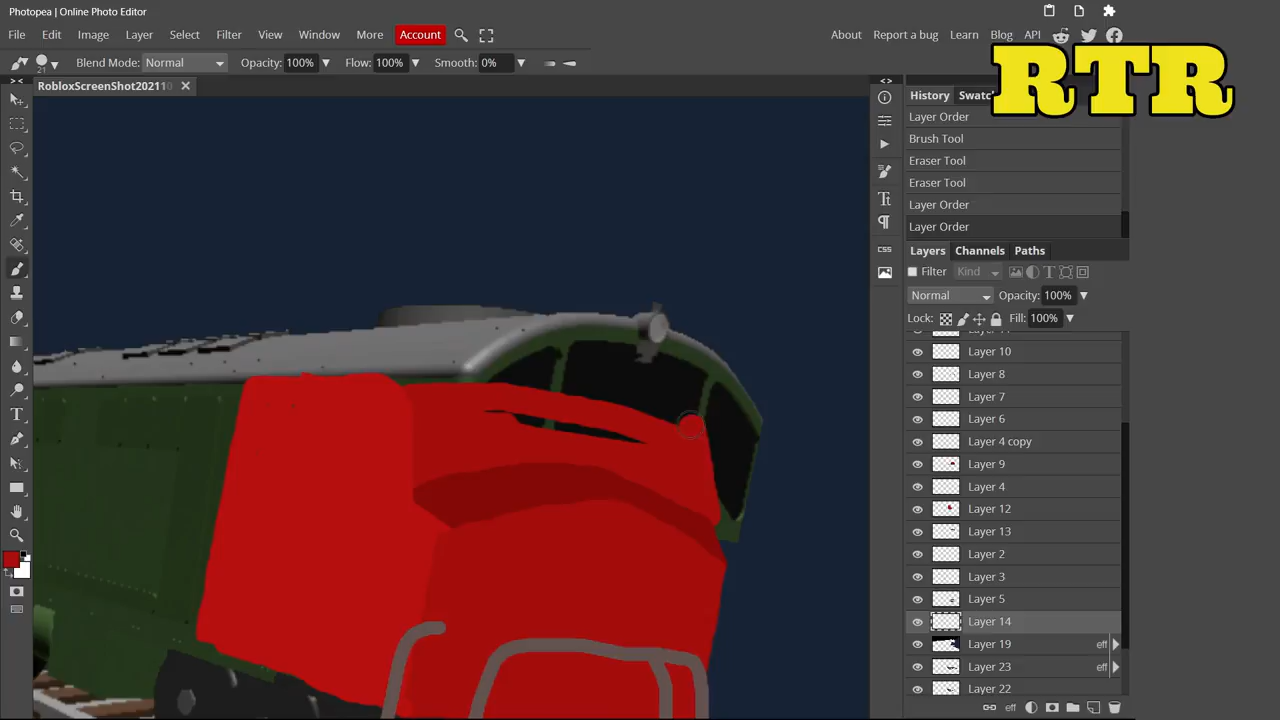 Photopea | Online Photo Editor
File Edit Image Layer Select Filter View Window More Account About Report a bug Learn Blog API
RTR
21 Blend Mode: Normal Opacity: 100% Flow: 100% Smooth: 0%
RobloxScreenShot202110
History Swatc
Layer Order
Brush Tool
Eraser Tool
Eraser Tool
Layer Order
Layer Order
Layers Channels Paths
Filter Kind
Normal Opacity: 100%
Lock: Fill: 100%
Layer 10
Layer 8
Layer 7
Layer 6
Layer 4 copy
Layer 9
Layer 4
Layer 12
Layer 13
Layer 2
Layer 3
Layer 5
Layer 14
Layer 19 eff
Layer 23 eff
Layer 22
eff
CSS